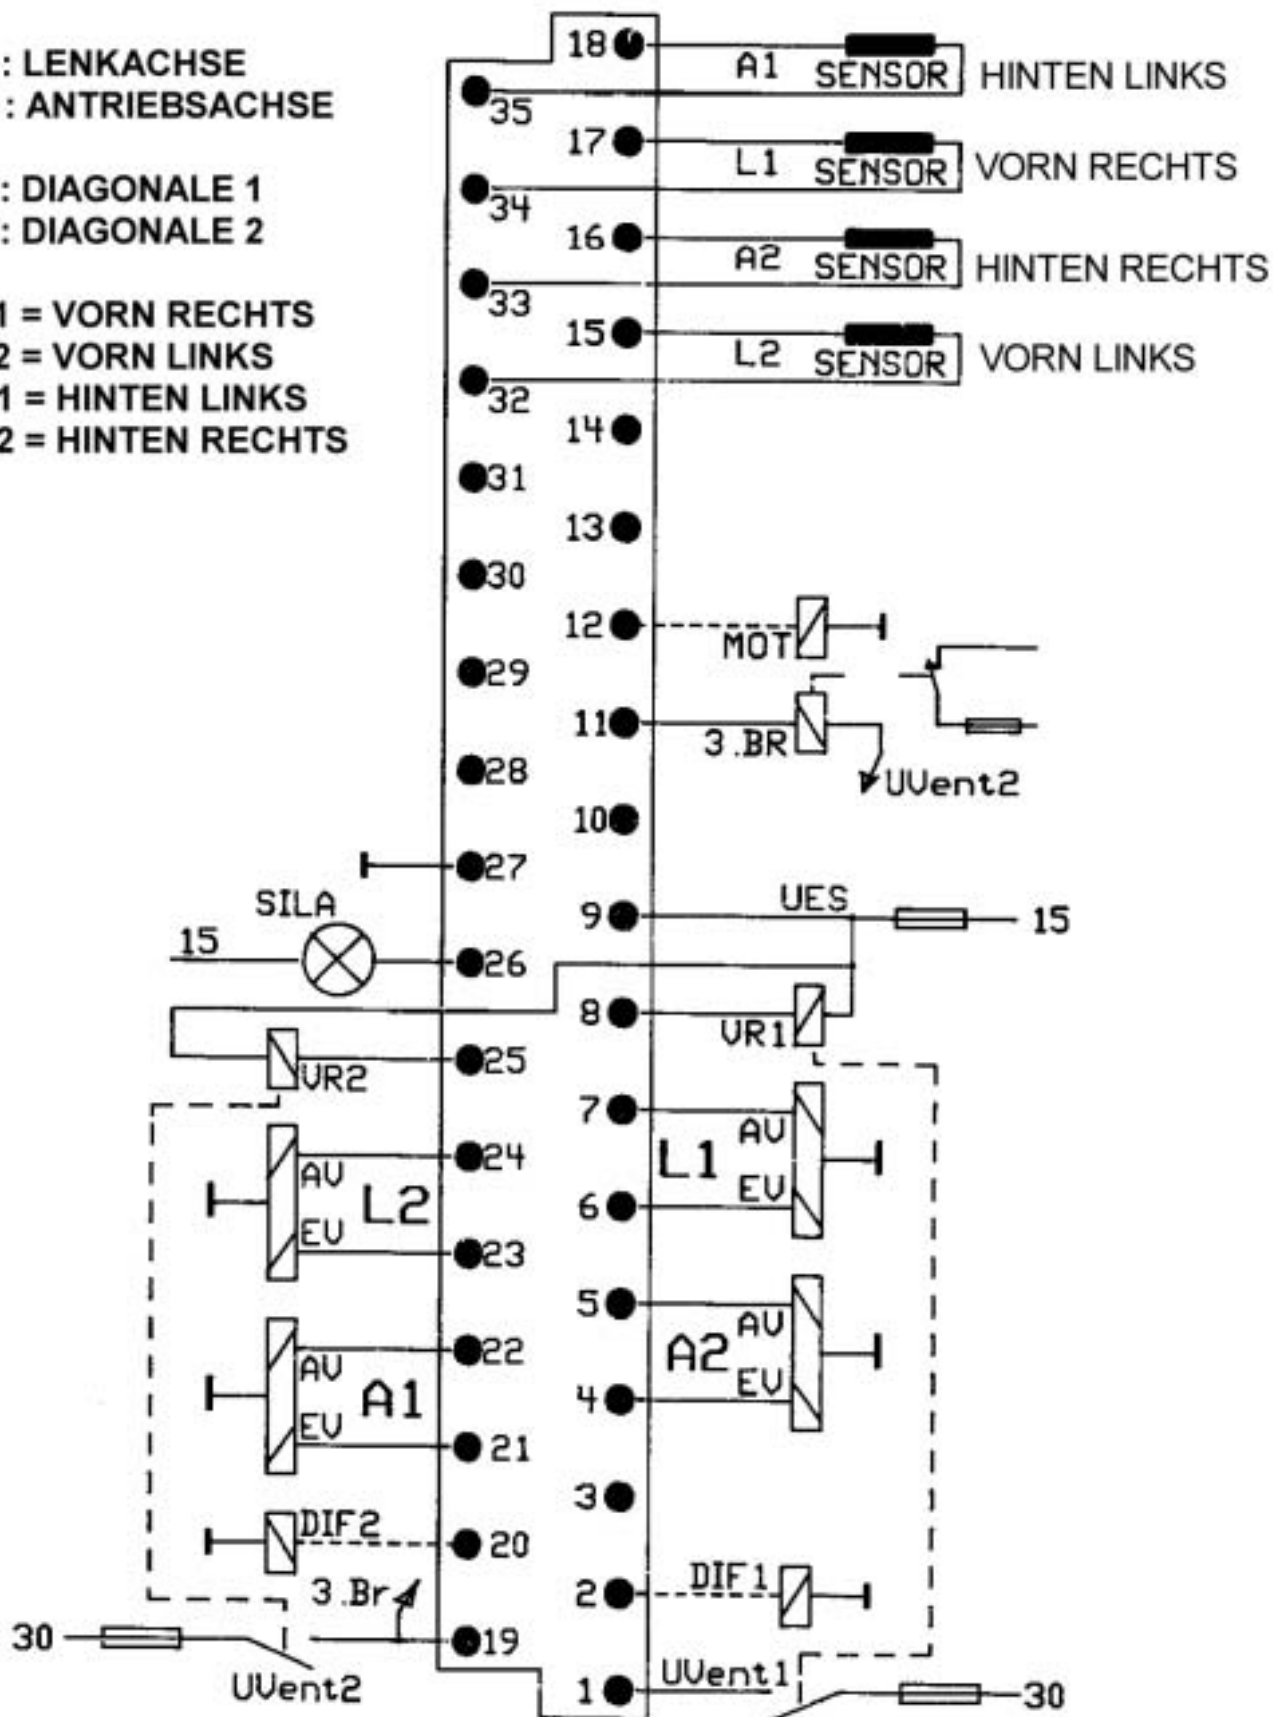 : LENKACHSE
: ANTRIEBSACHSE
: DIAGONALE 1
: DIAGONALE 2
1 = VORN RECHTS
2 = VORN LINKS
1 = HINTEN LINKS
2 = HINTEN RECHTS
18
A1
SENSOR
HINTEN LINKS
35
17
L1
SENSOR
VORN RECHTS
34
16
A2
SENSOR
HINTEN RECHTS
33
15
L2
SENSOR
VORN LINKS
32
14
31
13
30
12
MOT
29
11
3.BR
UVent2
28
10
27
SILA
9
UES
15
15
26
8
VR1
25
VR2
7
AV
L1
24
AV
L2
EV
6
EV
23
5
AV
A2
22
AV
A1
EV
4
EV
21
3
DIF2
20
2
DIF1
3.Br
30
19
UVent2
1
UVent1
30